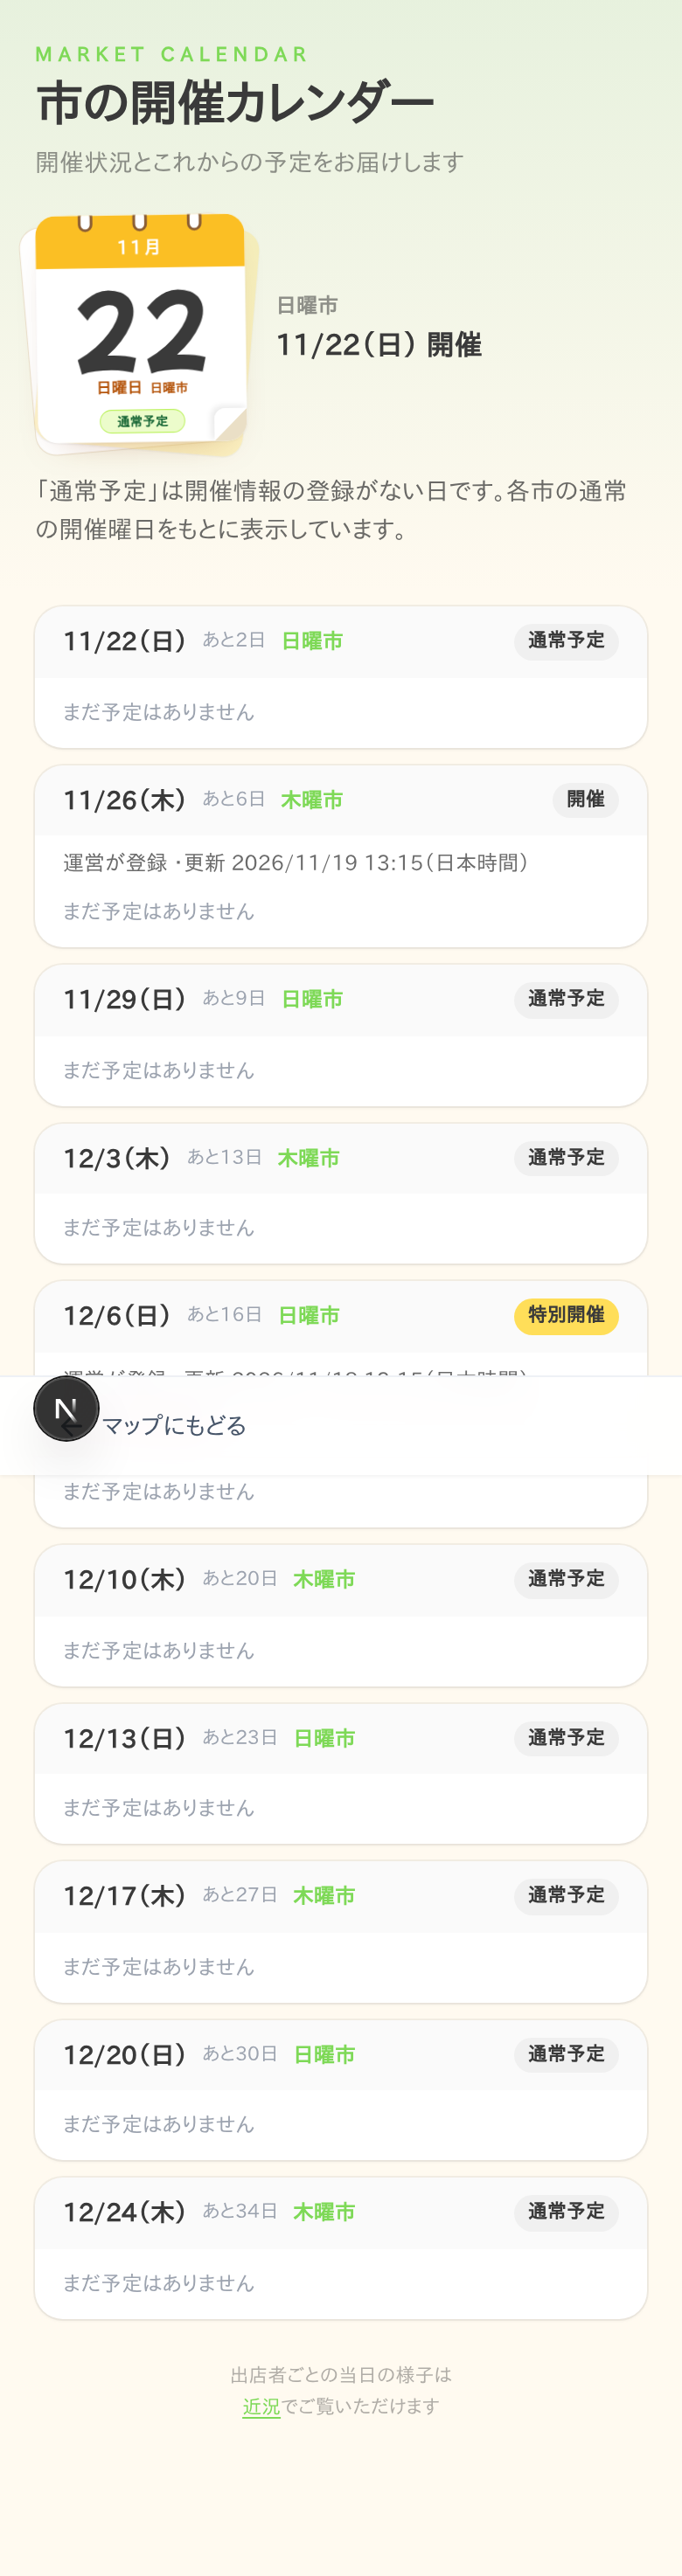 MARKET CALENDAR
市の開催カレンダー
開催状況とこれからの予定をお届けします
11月
22
日曜日 日曜市
通常予定
日曜市
11/22(日) 開催
「通常予定」は開催情報の登録がない日です。各市の通常
の開催曜日をもとに表示しています。
11/22(日) あと2日 日曜市 通常予定
まだ予定はありません
11/26(木) あと6日 木曜市 開催
運営が登録 ・更新 2026/11/19 13:15(日本時間)
まだ予定はありません
11/29(日) あと9日 日曜市 通常予定
まだ予定はありません
12/3(木) あと13日 木曜市 通常予定
まだ予定はありません
12/6(日) あと16日 日曜市 特別開催
N
← マップにもどる
まだ予定はありません
12/10(木) あと20日 木曜市 通常予定
まだ予定はありません
12/13(日) あと23日 日曜市 通常予定
まだ予定はありません
12/17(木) あと27日 木曜市 通常予定
まだ予定はありません
12/20(日) あと30日 日曜市 通常予定
まだ予定はありません
12/24(木) あと34日 木曜市 通常予定
まだ予定はありません
出店者ごとの当日の様子は
近況でご覧いただけます